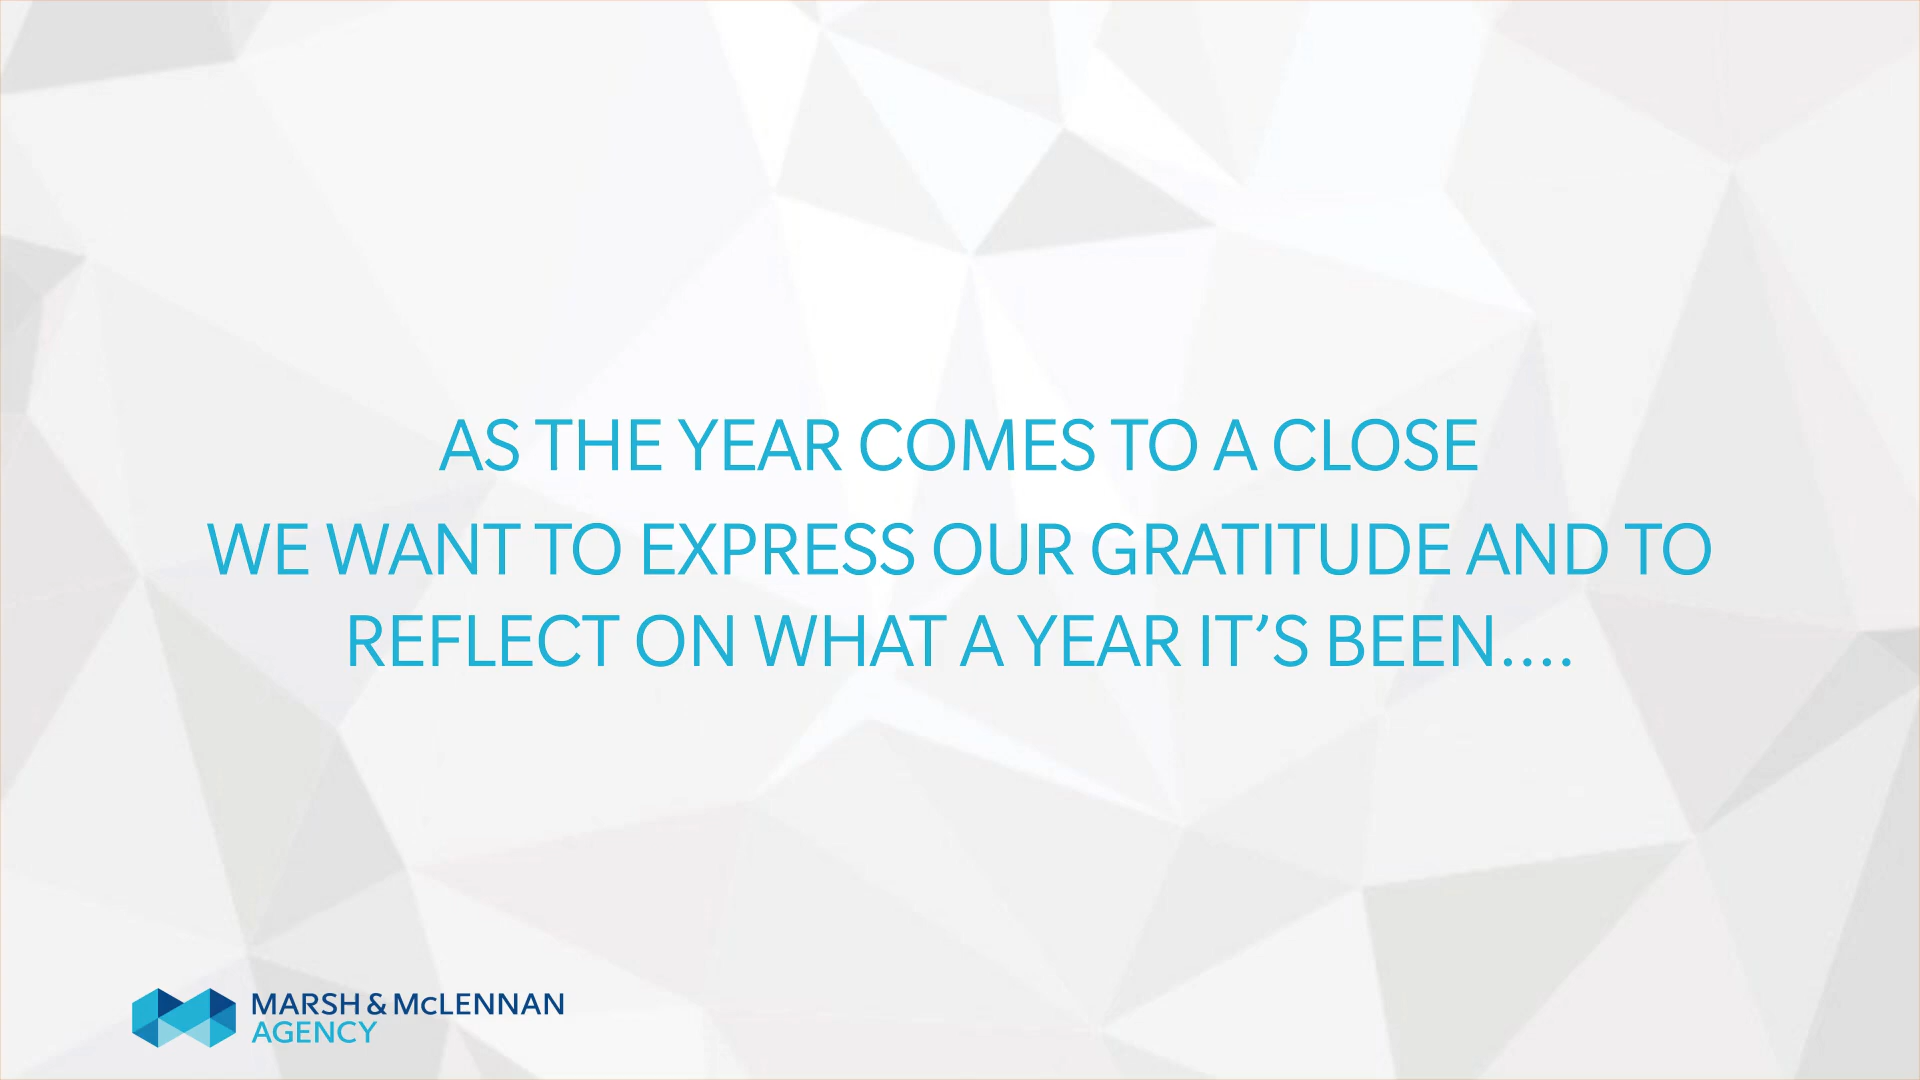 AS THE YEAR COMES TO A CLOSE
WE WANT TO EXPRESS OUR GRATITUDE AND TO
REFLECT ON WHAT A YEAR IT’S BEEN....
MARSH & McLENNAN
AGENCY